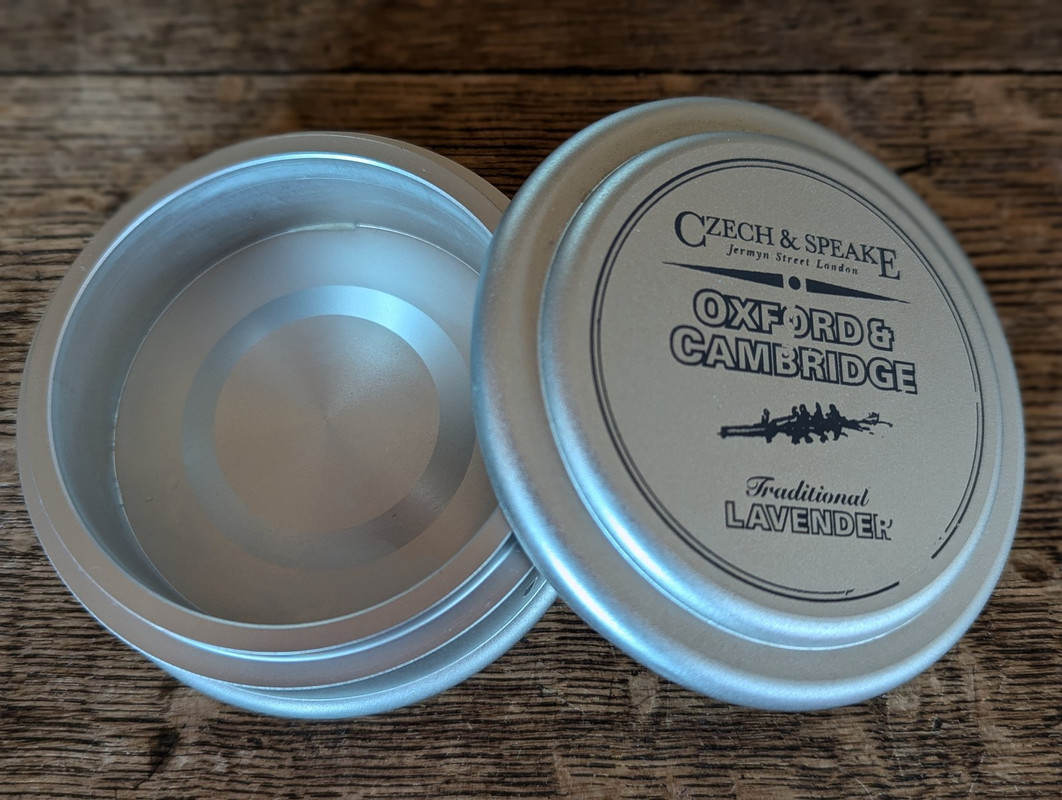 CZECH & SPEAKE
Jermyn Street London
OXFORD &
CAMBRIDGE
Traditional
LAVENDER